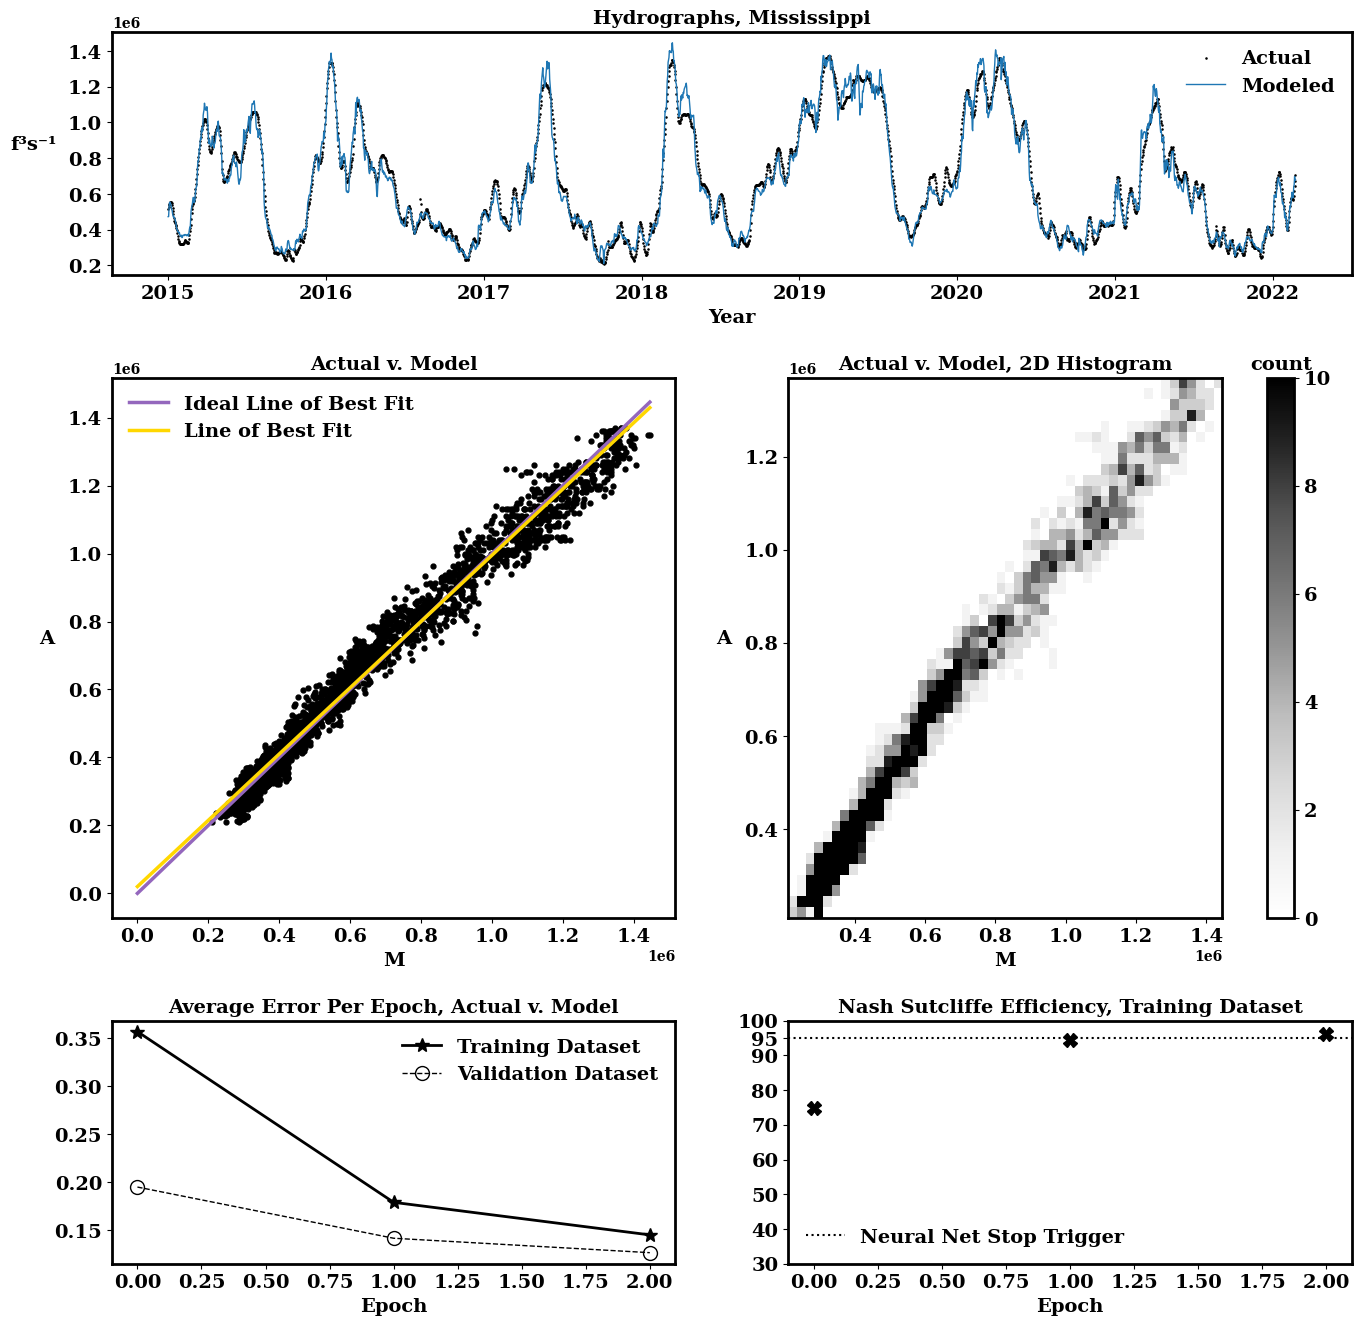 Hydrographs, Mississippi
1e6
1.4
1.2
1.0
0.8
0.6
0.4
0.2
f³s⁻¹
Actual
Modeled
2015 2016 2017 2018 2019 2020 2021 2022
Year
Actual v. Model
1e6
1.4
1.2
1.0
0.8
0.6
0.4
0.2
0.0
A
Ideal Line of Best Fit
Line of Best Fit
0.0 0.2 0.4 0.6 0.8 1.0 1.2 1.4
1e6
M
Actual v. Model, 2D Histogram
1e6
1.2
1.0
0.8
0.6
0.4
A
0.4 0.6 0.8 1.0 1.2 1.4
1e6
M
count
10
8
6
4
2
0
Average Error Per Epoch, Actual v. Model
0.35
0.30
0.25
0.20
0.15
Training Dataset
Validation Dataset
0.00 0.25 0.50 0.75 1.00 1.25 1.50 1.75 2.00
Epoch
Nash Sutcliffe Efficiency, Training Dataset
100
95
90
80
70
60
50
40
30
Neural Net Stop Trigger
0.00 0.25 0.50 0.75 1.00 1.25 1.50 1.75 2.00
Epoch